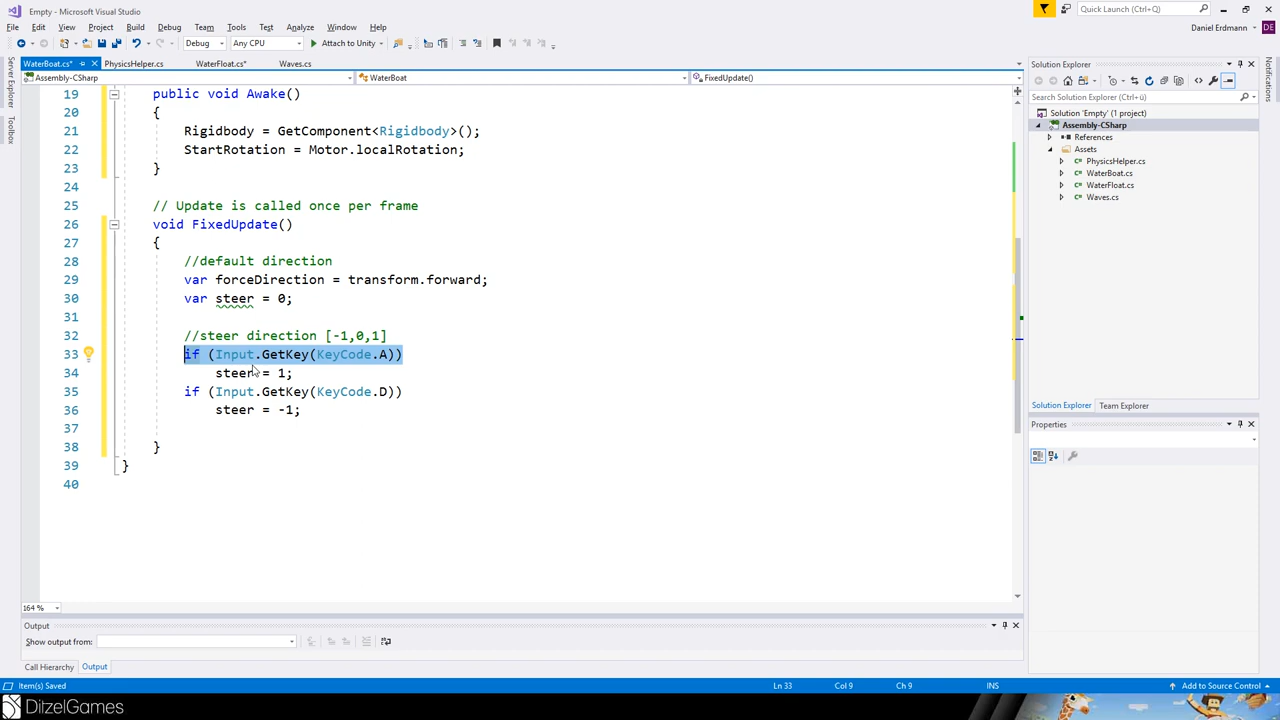 Empty - Microsoft Visual Studio
Quick Launch (Ctrl+Q)
File Edit View Project Build Debug Team Tools Test Analyze Window Help
Daniel Erdmann DE
Debug Any CPU Attach to Unity
WaterBoat.cs* PhysicsHelper.cs WaterFloat.cs* Waves.cs
Assembly-CSharp WaterBoat FixedUpdate()
Server Explorer
Toolbox
19 public void Awake()
20 {
21 Rigidbody = GetComponent<Rigidbody>();
22 StartRotation = Motor.localRotation;
23 }
24
25 // Update is called once per frame
26 void FixedUpdate()
27 {
28 //default direction
29 var forceDirection = transform.forward;
30 var steer = 0;
31
32 //steer direction [-1,0,1]
33 if (Input.GetKey(KeyCode.A))
34 steer = 1;
35 if (Input.GetKey(KeyCode.D))
36 steer = -1;
37
38 }
39 }
40
164 %
Solution Explorer
Search Solution Explorer (Ctrl+ü)
Solution 'Empty' (1 project)
Assembly-CSharp
References
Assets
PhysicsHelper.cs
WaterBoat.cs
WaterFloat.cs
Waves.cs
Solution Explorer Team Explorer
Properties
Notifications
Output
Show output from:
Call Hierarchy Output
Item(s) Saved Ln 33 Col 9 Ch 9 INS Add to Source Control
DitzelGames